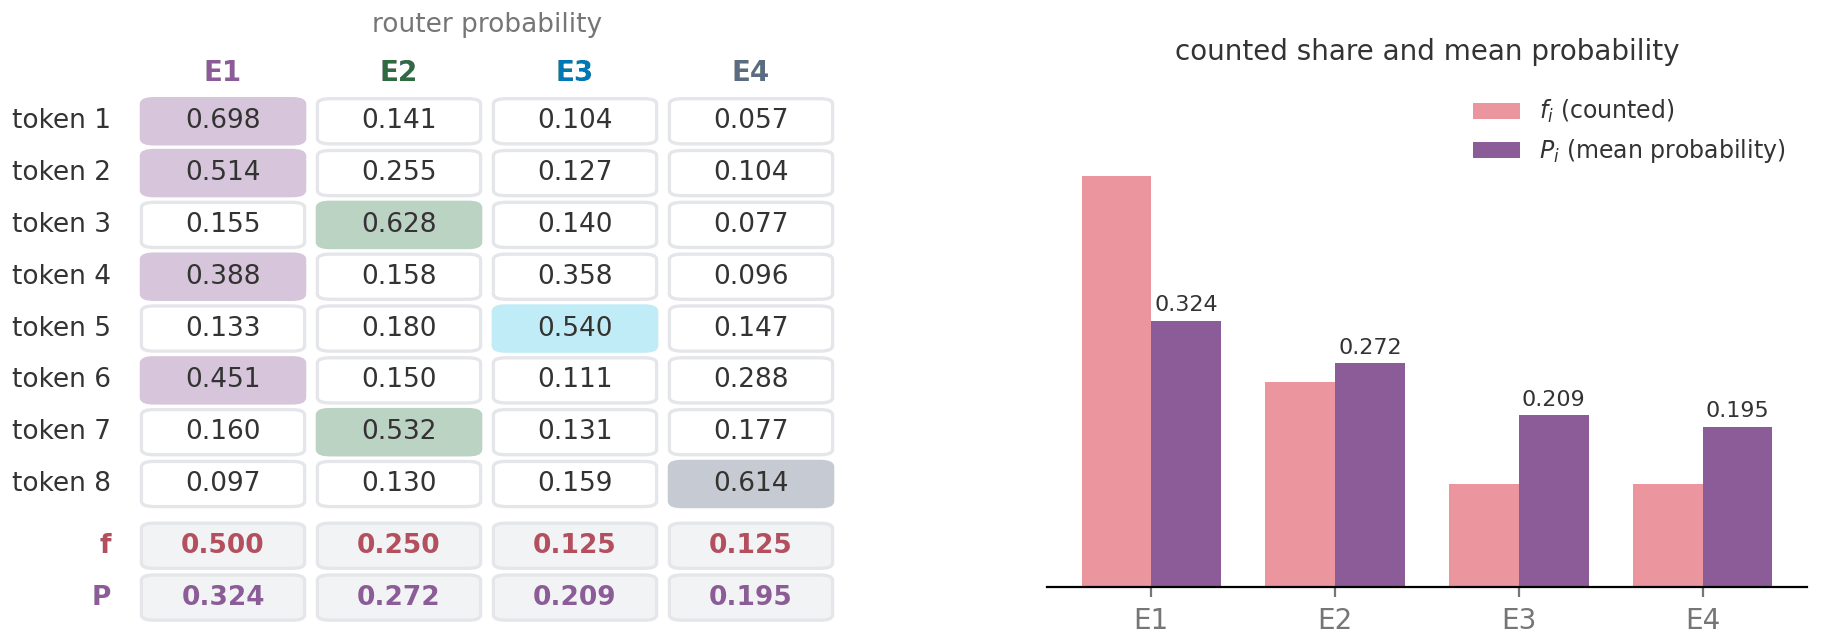 router probability
E1 E2 E3 E4
token 1 0.698 0.141 0.104 0.057
token 2 0.514 0.255 0.127 0.104
token 3 0.155 0.628 0.140 0.077
token 4 0.388 0.158 0.358 0.096
token 5 0.133 0.180 0.540 0.147
token 6 0.451 0.150 0.111 0.288
token 7 0.160 0.532 0.131 0.177
token 8 0.097 0.130 0.159 0.614
f 0.500 0.250 0.125 0.125
P 0.324 0.272 0.209 0.195
counted share and mean probability
f_i (counted)
P_i (mean probability)
0.324
0.272
0.209
0.195
E1 E2 E3 E4